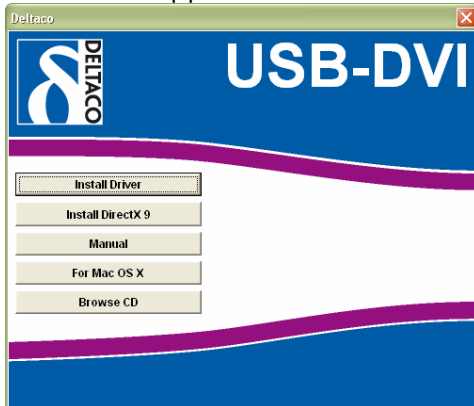 Deltaco
DELTACO
USB-DVI
Install Driver
Install DirectX 9
Manual
For Mac OS X
Browse CD